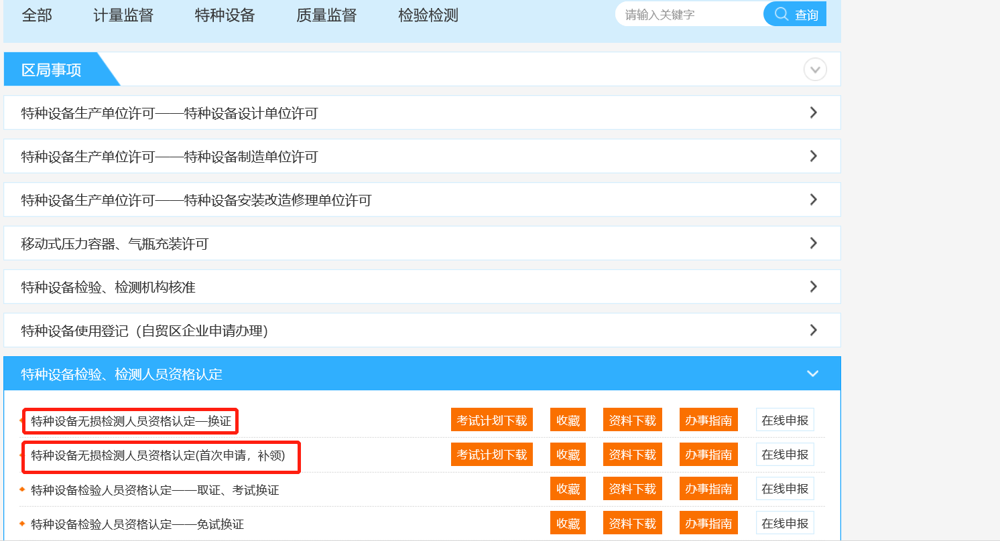 全部 计量监督 特种设备 质量监督 检验检测 请输入关键字 查询
区局事项
特种设备生产单位许可——特种设备设计单位许可
特种设备生产单位许可——特种设备制造单位许可
特种设备生产单位许可——特种设备安装改造修理单位许可
移动式压力容器、气瓶充装许可
特种设备检验、检测机构核准
特种设备使用登记（自贸区企业申请办理）
特种设备检验、检测人员资格认定
特种设备无损检测人员资格认定—换证 考试计划下载 收藏 资料下载 办事指南 在线申报
特种设备无损检测人员资格认定(首次申请，补领) 考试计划下载 收藏 资料下载 办事指南 在线申报
特种设备检验人员资格认定——取证、考试换证 收藏 资料下载 办事指南 在线申报
特种设备检验人员资格认定——免试换证 收藏 资料下载 办事指南 在线申报